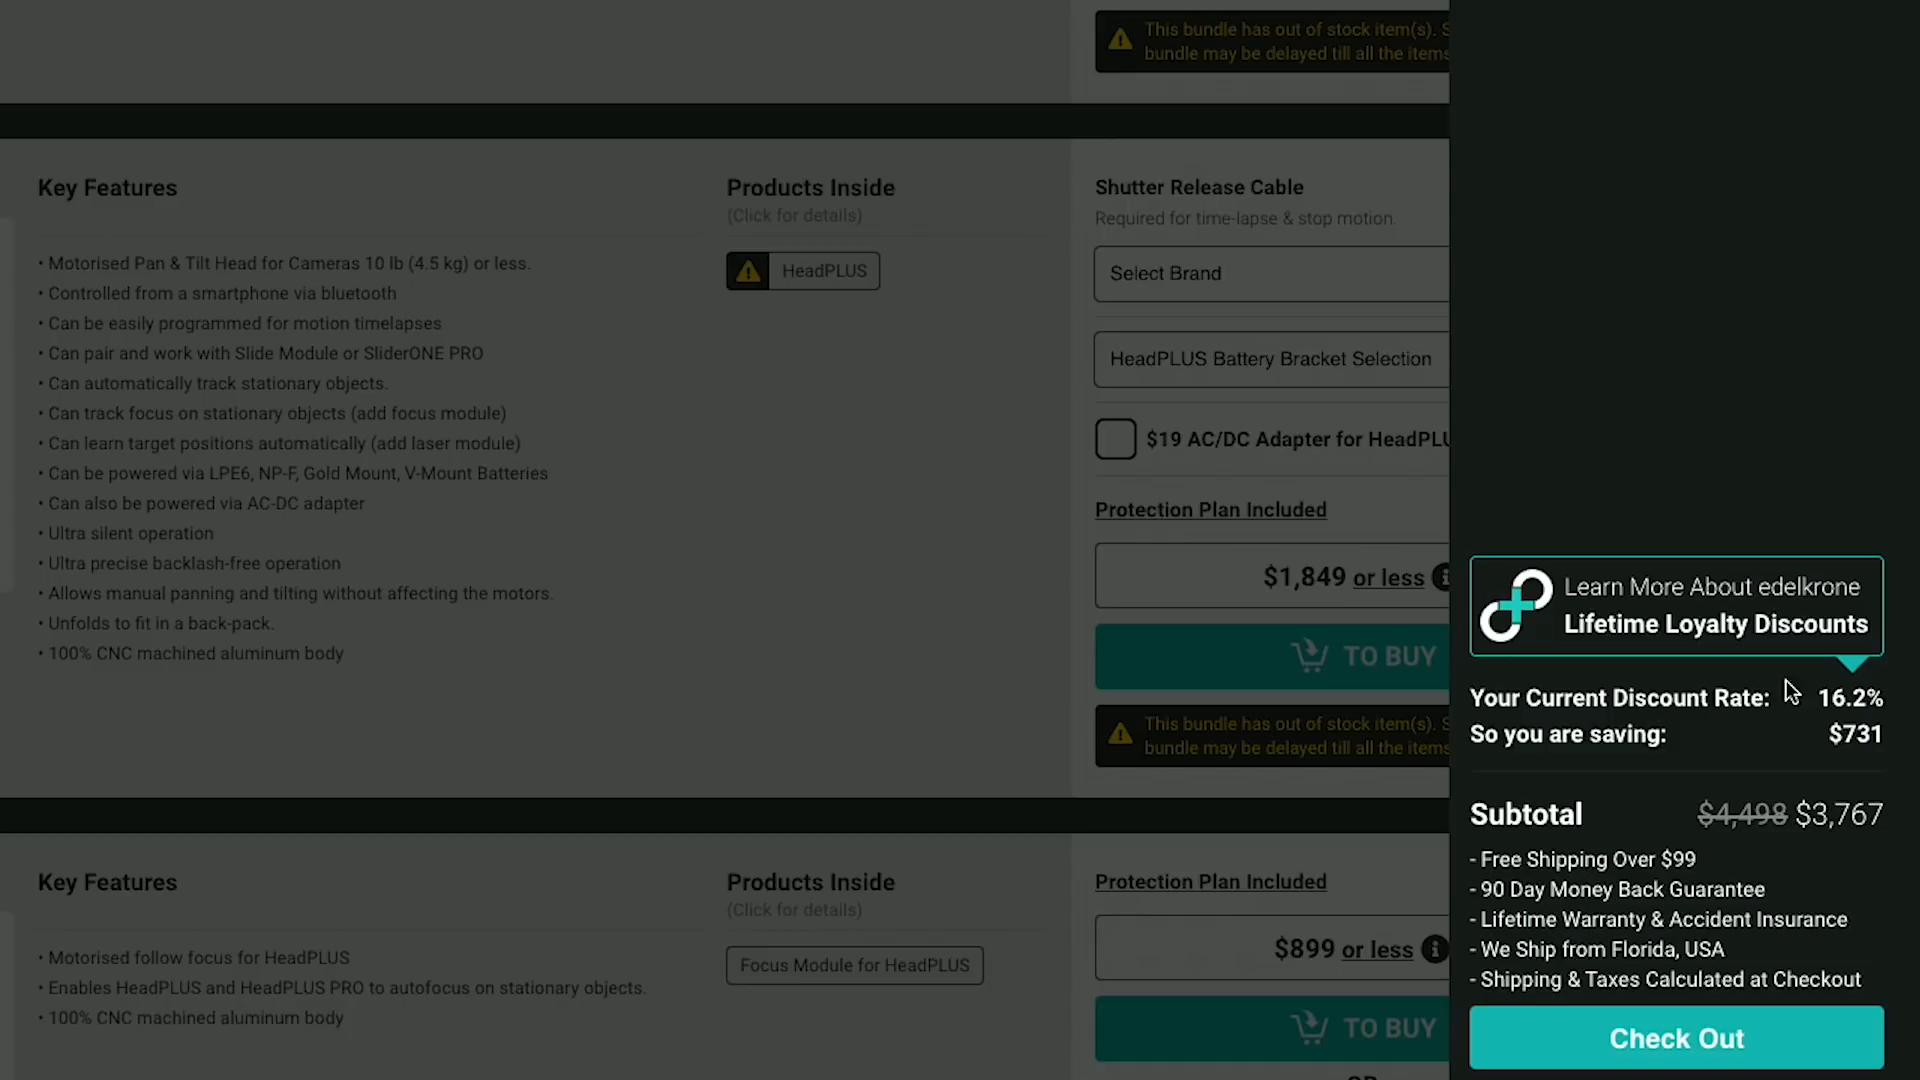 This bundle has out of stock item(s). S
bundle may be delayed till all the items
Key Features
• Motorised Pan & Tilt Head for Cameras 10 lb (4.5 kg) or less.
• Controlled from a smartphone via bluetooth
• Can be easily programmed for motion timelapses
• Can pair and work with Slide Module or SliderONE PRO
• Can automatically track stationary objects.
• Can track focus on stationary objects (add focus module)
• Can learn target positions automatically (add laser module)
• Can be powered via LPE6, NP-F, Gold Mount, V-Mount Batteries
• Can also be powered via AC-DC adapter
• Ultra silent operation
• Ultra precise backlash-free operation
• Allows manual panning and tilting without affecting the motors.
• Unfolds to fit in a back-pack.
• 100% CNC machined aluminum body
Products Inside
(Click for details)
HeadPLUS
Shutter Release Cable
Required for time-lapse & stop motion.
Select Brand
HeadPLUS Battery Bracket Selection
$19 AC/DC Adapter for HeadPLU
Protection Plan Included
$1,849 or less
TO BUY
This bundle has out of stock item(s). S
bundle may be delayed till all the items
Key Features
• Motorised follow focus for HeadPLUS
• Enables HeadPLUS and HeadPLUS PRO to autofocus on stationary objects.
• 100% CNC machined aluminum body
Products Inside
(Click for details)
Focus Module for HeadPLUS
Protection Plan Included
$899 or less
TO BUY
Learn More About edelkrone
Lifetime Loyalty Discounts
Your Current Discount Rate: 16.2%
So you are saving: $731
Subtotal $4,498 $3,767
- Free Shipping Over $99
- 90 Day Money Back Guarantee
- Lifetime Warranty & Accident Insurance
- We Ship from Florida, USA
- Shipping & Taxes Calculated at Checkout
Check Out